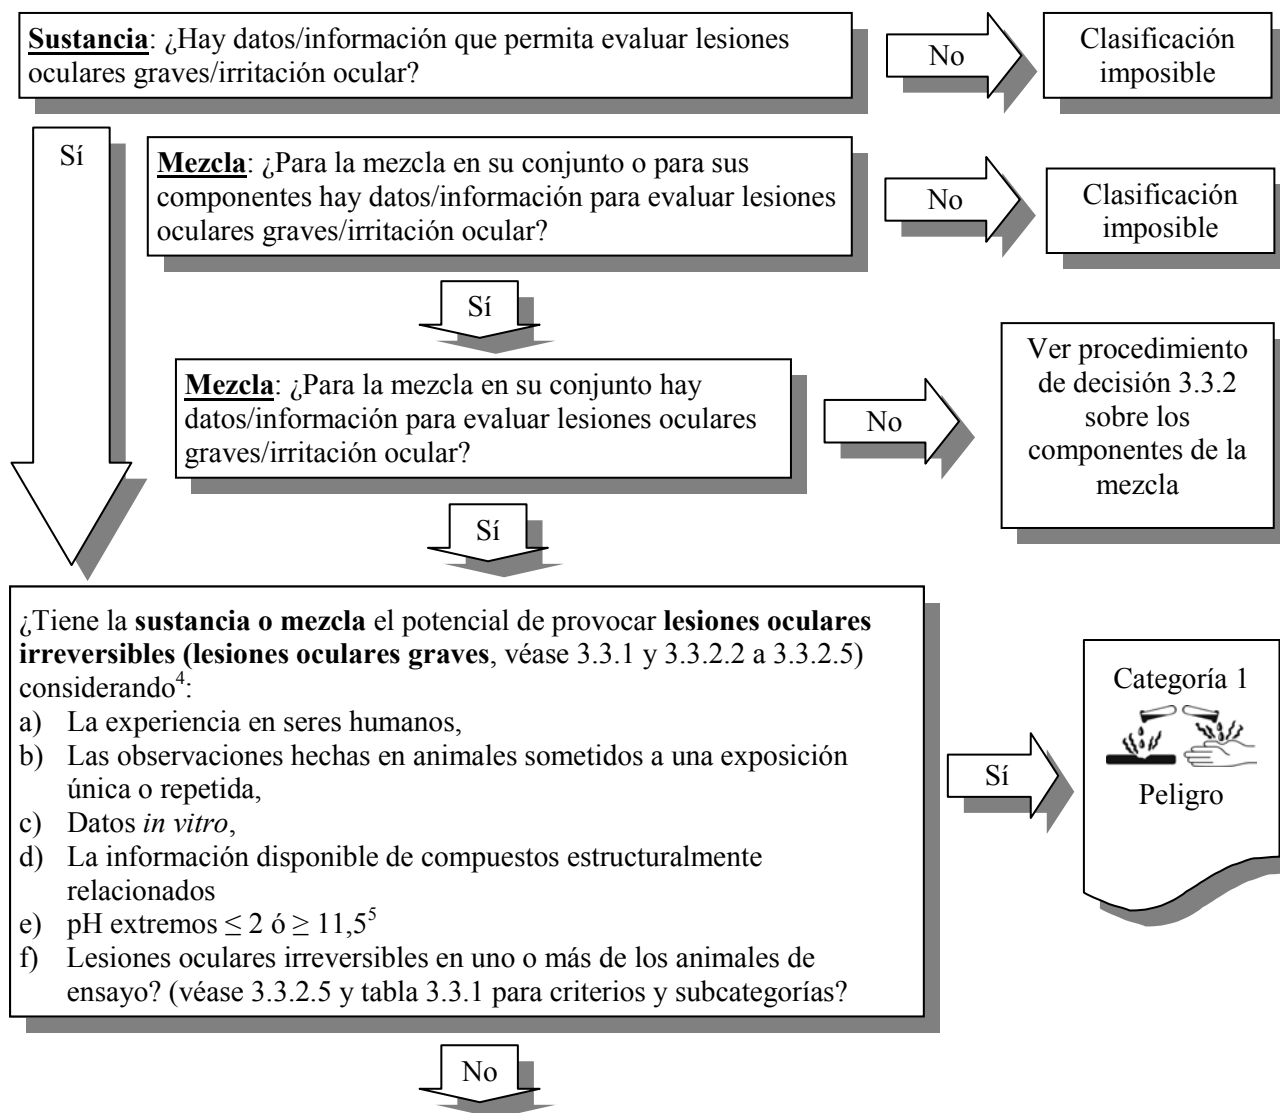 Sustancia: ¿Hay datos/información que permita evaluar lesiones
oculares graves/irritación ocular?
No
Clasificación
imposible
Sí
Mezcla: ¿Para la mezcla en su conjunto o para sus
componentes hay datos/información para evaluar lesiones
oculares graves/irritación ocular?
No
Clasificación
imposible
Sí
Mezcla: ¿Para la mezcla en su conjunto hay
datos/información para evaluar lesiones oculares
graves/irritación ocular?
No
Ver procedimiento
de decisión 3.3.2
sobre los
componentes de la
mezcla
Sí
¿Tiene la sustancia o mezcla el potencial de provocar lesiones oculares
irreversibles (lesiones oculares graves, véase 3.3.1 y 3.3.2.2 a 3.3.2.5)
considerando⁴:
a) La experiencia en seres humanos,
b) Las observaciones hechas en animales sometidos a una exposición
única o repetida,
c) Datos in vitro,
d) La información disponible de compuestos estructuralmente
relacionados
e) pH extremos ≤ 2 ó ≥ 11,5⁵
f) Lesiones oculares irreversibles en uno o más de los animales de
ensayo? (véase 3.3.2.5 y tabla 3.3.1 para criterios y subcategorías?
Sí
Categoría 1
Peligro
No